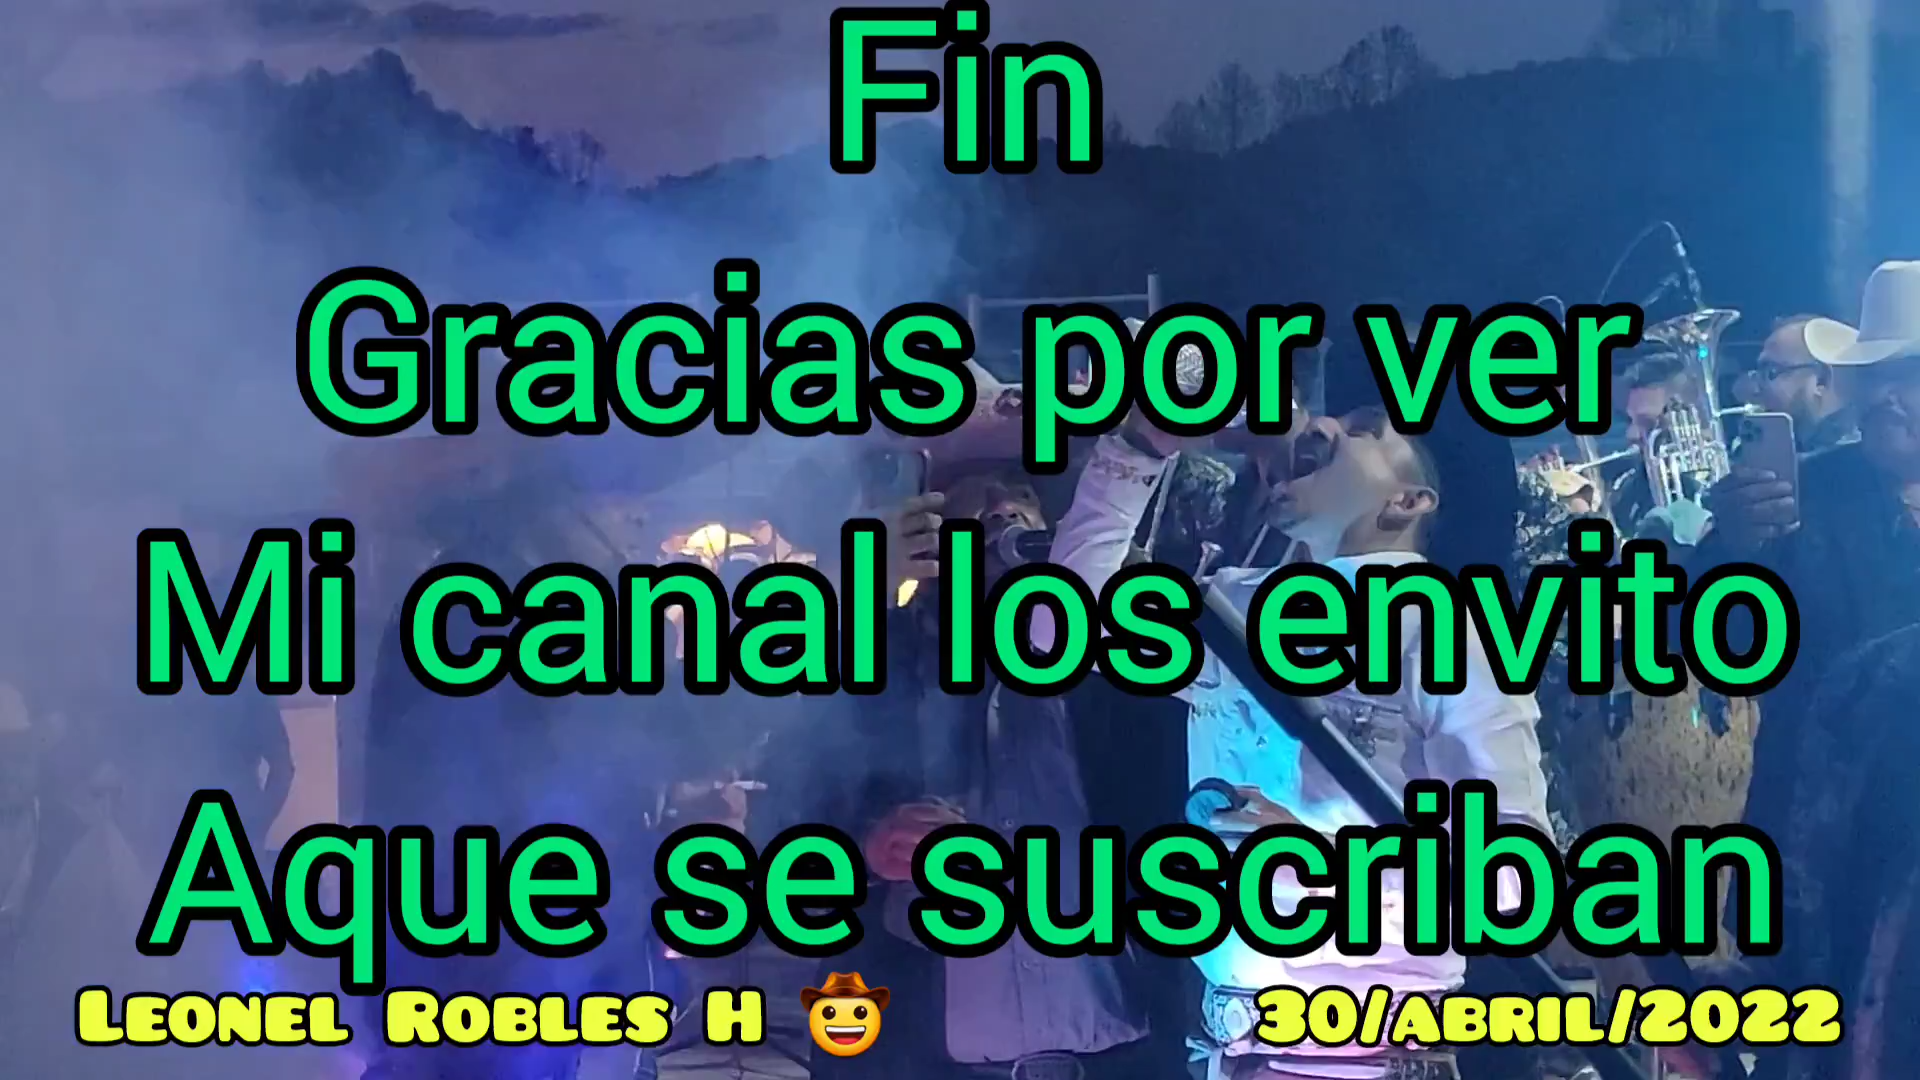 Fin
Gracias por ver
Mi canal los envito
Aque se suscriban
Leonel Robles H 🤠 30/abril/2022